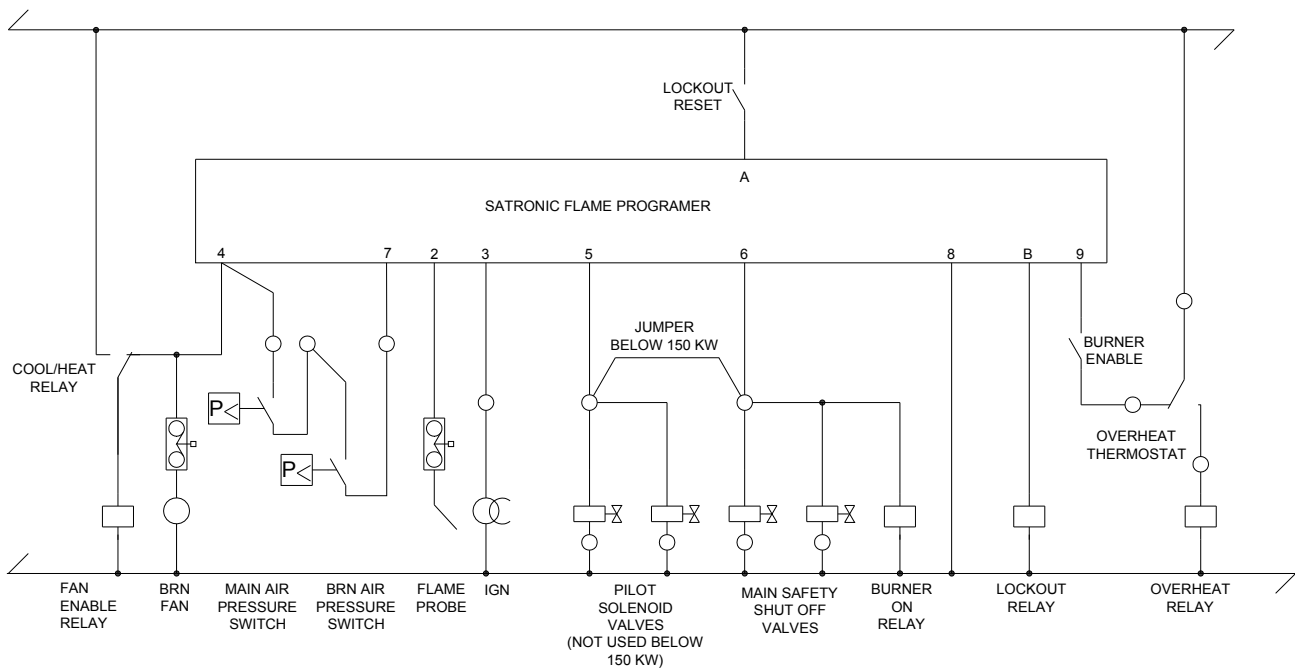 LOCKOUT
RESET
A
SATRONIC FLAME PROGRAMER
4
7
2
3
5
6
8
B
9
JUMPER
BELOW 150 KW
BURNER
ENABLE
COOL/HEAT
RELAY
P<
P<
OVERHEAT
THERMOSTAT
FAN
ENABLE
RELAY
BRN
FAN
MAIN AIR
PRESSURE
SWITCH
BRN AIR
PRESSURE
SWITCH
FLAME
PROBE
IGN
PILOT
SOLENOID
VALVES
(NOT USED BELOW
150 KW)
MAIN SAFETY
SHUT OFF
VALVES
BURNER
ON
RELAY
LOCKOUT
RELAY
OVERHEAT
RELAY